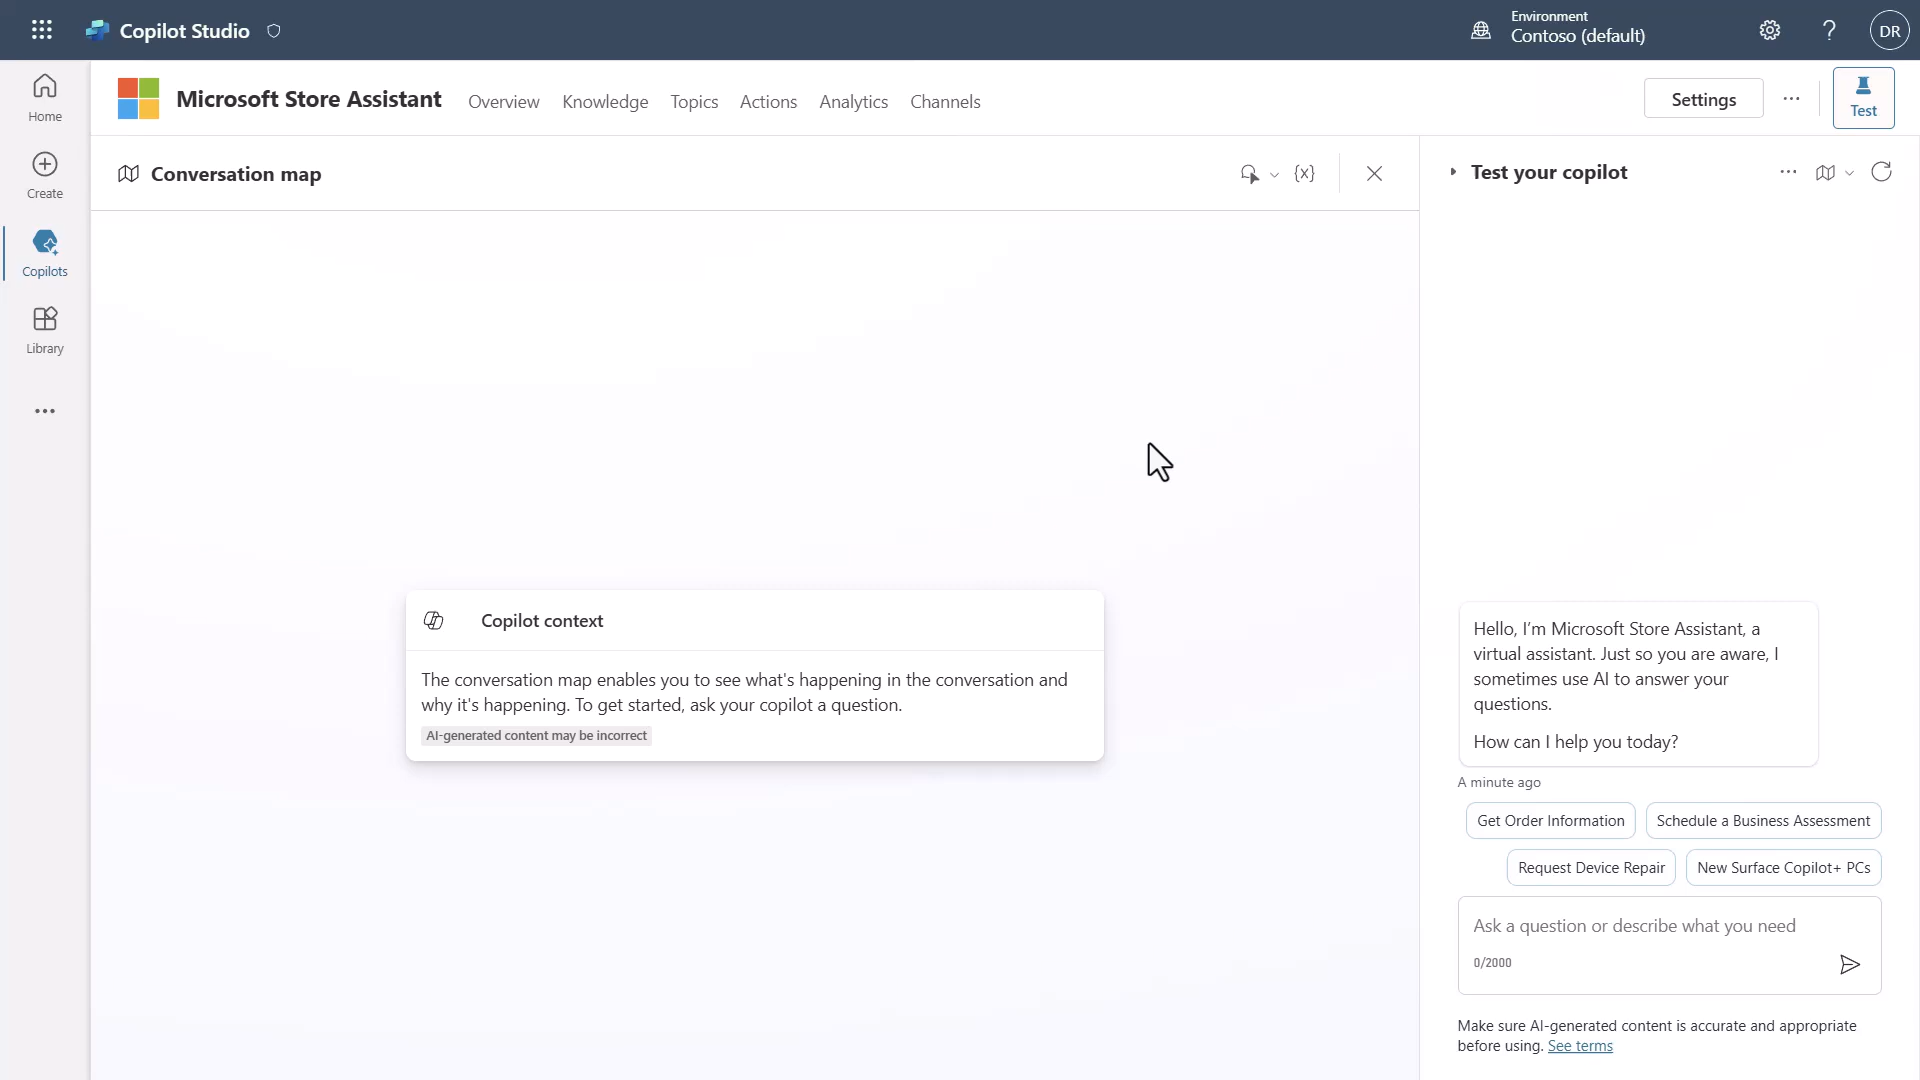 Copilot Studio
Environment
Contoso (default)
DR
Home
Create
Copilots
Library
Microsoft Store Assistant
Overview
Knowledge
Topics
Actions
Analytics
Channels
Settings
Test
Conversation map
{x}
Copilot context
The conversation map enables you to see what's happening in the conversation and
why it's happening. To get started, ask your copilot a question.
AI-generated content may be incorrect
Test your copilot
Hello, I'm Microsoft Store Assistant, a
virtual assistant. Just so you are aware, I
sometimes use AI to answer your
questions.
How can I help you today?
A minute ago
Get Order Information
Schedule a Business Assessment
Request Device Repair
New Surface Copilot+ PCs
Ask a question or describe what you need
0/2000
Make sure AI-generated content is accurate and appropriate
before using. See terms